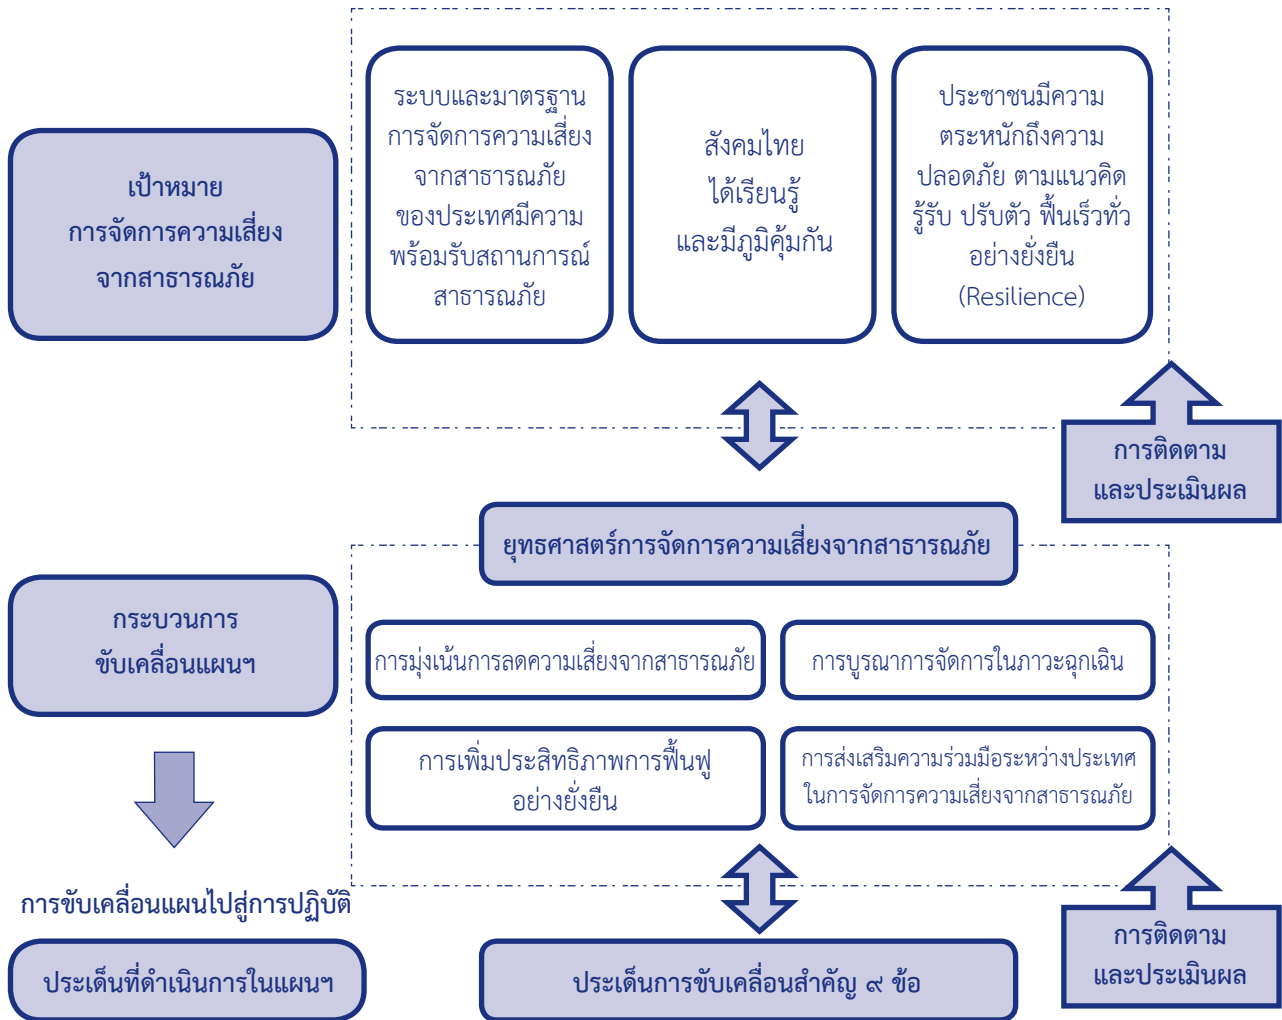 เป้าหมาย
การจัดการความเสี่ยง
จากสาธารณภัย
ระบบและมาตรฐาน
การจัดการความเสี่ยง
จากสาธารณภัย
ของประเทศมีความ
พร้อมรับสถานการณ์
สาธารณภัย
สังคมไทย
ได้เรียนรู้
และมีภูมิคุ้มกัน
ประชาชนมีความ
ตระหนักถึงความ
ปลอดภัย ตามแนวคิด
รู้รับ ปรับตัว ฟื้นเร็วทั่ว
อย่างยั่งยืน
(Resilience)
การติดตาม
และประเมินผล
ยุทธศาสตร์การจัดการความเสี่ยงจากสาธารณภัย
กระบวนการ
ขับเคลื่อนแผนฯ
การมุ่งเน้นการลดความเสี่ยงจากสาธารณภัย
การบูรณาการจัดการในภาวะฉุกเฉิน
การเพิ่มประสิทธิภาพการฟื้นฟู
อย่างยั่งยืน
การส่งเสริมความร่วมมือระหว่างประเทศ
ในการจัดการความเสี่ยงจากสาธารณภัย
การขับเคลื่อนแผนไปสู่การปฏิบัติ
ประเด็นที่ดำเนินการในแผนฯ
ประเด็นการขับเคลื่อนสำคัญ ๙ ข้อ
การติดตาม
และประเมินผล